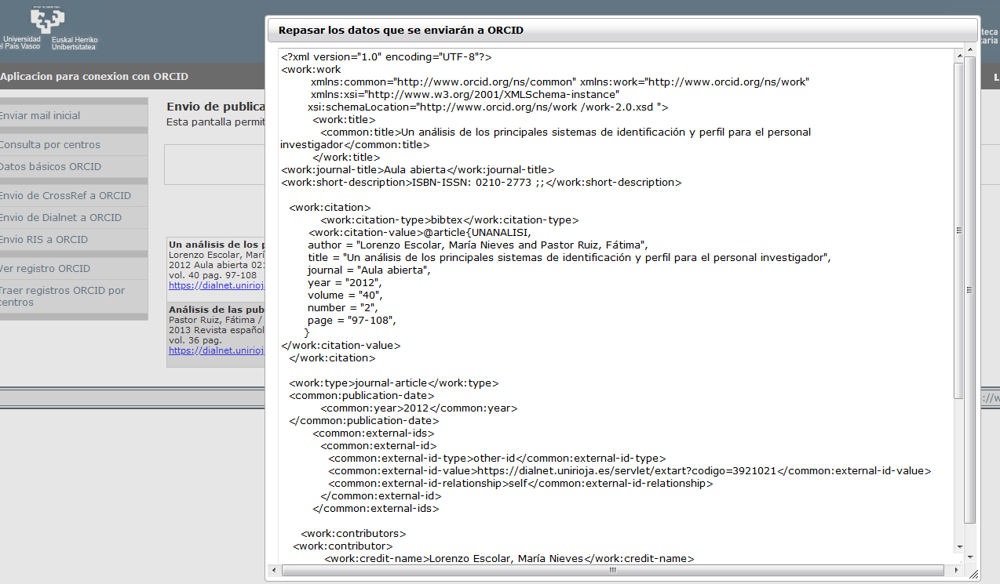 Universidad
el País Vasco
Euskal Herriko
Unibertsitatea
Aplicacion para conexion con ORCID
Enviar mail inicial
Consulta por centros
Datos básicos ORCID
Envio de CrossRef a ORCID
Envio de Dialnet a ORCID
Envio RIS a ORCID
Ver registro ORCID
Traer registros ORCID por
centros
Envio de publica
Esta pantalla permit
Un análisis de los p
Lorenzo Escolar, Marí
2012 Aula abierta 021
vol. 40 pag. 97-108
https://dialnet.unirioj
Análisis de las pub
Pastor Ruiz, Fátima /
2013 Revista español
vol. 36 pag.
https://dialnet.unirioj
Repasar los datos que se enviarán a ORCID
<?xml version="1.0" encoding="UTF-8"?>
<work:work
xmlns:common="http://www.orcid.org/ns/common" xmlns:work="http://www.orcid.org/ns/work"
xmlns:xsi="http://www.w3.org/2001/XMLSchema-instance"
xsi:schemaLocation="http://www.orcid.org/ns/work /work-2.0.xsd ">
<work:title>
<common:title>Un análisis de los principales sistemas de identificación y perfil para el personal
investigador</common:title>
</work:title>
<work:journal-title>Aula abierta</work:journal-title>
<work:short-description>ISBN-ISSN: 0210-2773 ;;</work:short-description>
<work:citation>
<work:citation-type>bibtex</work:citation-type>
<work:citation-value>@article{UNANALISI,
author = "Lorenzo Escolar, María Nieves and Pastor Ruiz, Fátima",
title = "Un análisis de los principales sistemas de identificación y perfil para el personal investigador",
journal = "Aula abierta",
year = "2012",
volume = "40",
number = "2",
page = "97-108",
}
</work:citation-value>
</work:citation>
<work:type>journal-article</work:type>
<common:publication-date>
<common:year>2012</common:year>
</common:publication-date>
<common:external-ids>
<common:external-id>
<common:external-id-type>other-id</common:external-id-type>
<common:external-id-value>https://dialnet.unirioja.es/servlet/extart?codigo=3921021</common:external-id-value>
<common:external-id-relationship>self</common:external-id-relationship>
</common:external-id>
</common:external-ids>
<work:contributors>
<work:contributor>
<work:credit-name>Lorenzo Escolar, María Nieves</work:credit-name>
teca
aria
L
://w